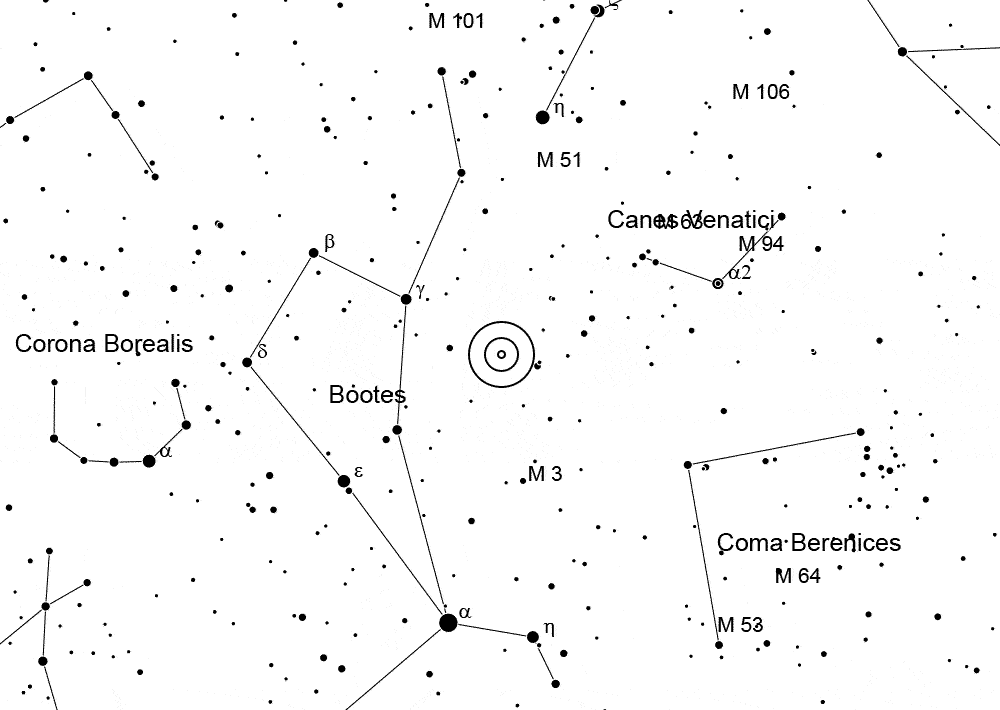 M 101
ς
M 106
η
M 51
Canes Venatici
M 63
β
M 94
α2
γ
Corona Borealis
δ
Bootes
α
ε
M 3
Coma Berenices
M 64
α
M 53
η